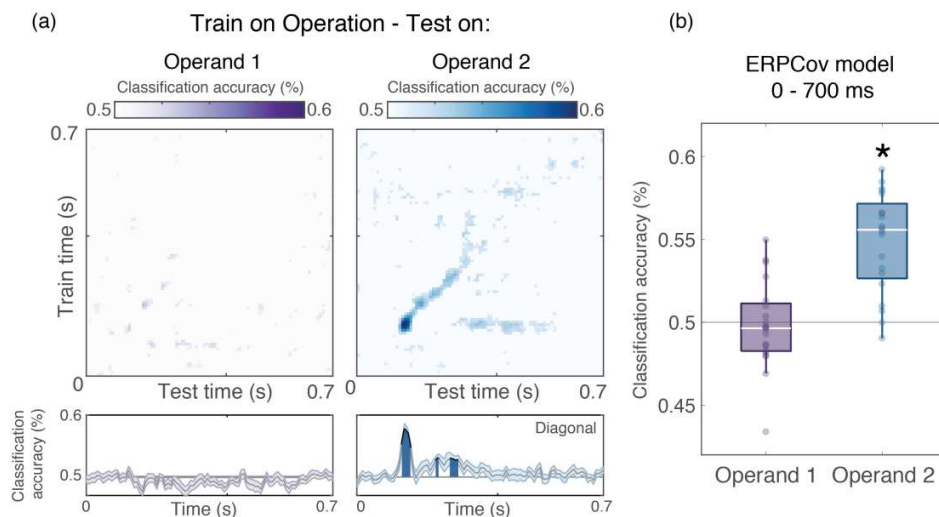 (a)
Train on Operation - Test on:
Operand 1
Operand 2
Classification accuracy (%)
Classification accuracy (%)
0.5
0.6
0.5
0.6
0.7
Train time (s)
0
Test time (s)
0.7
0
Test time (s)
0.7
0.6
0.5
Classification
accuracy (%)
Diagonal
0
Time (s)
0.7
0
Time (s)
0.7
(b)
ERPCov model
0 - 700 ms
*
0.6
0.55
0.5
0.45
Classification accuracy (%)
Operand 1
Operand 2